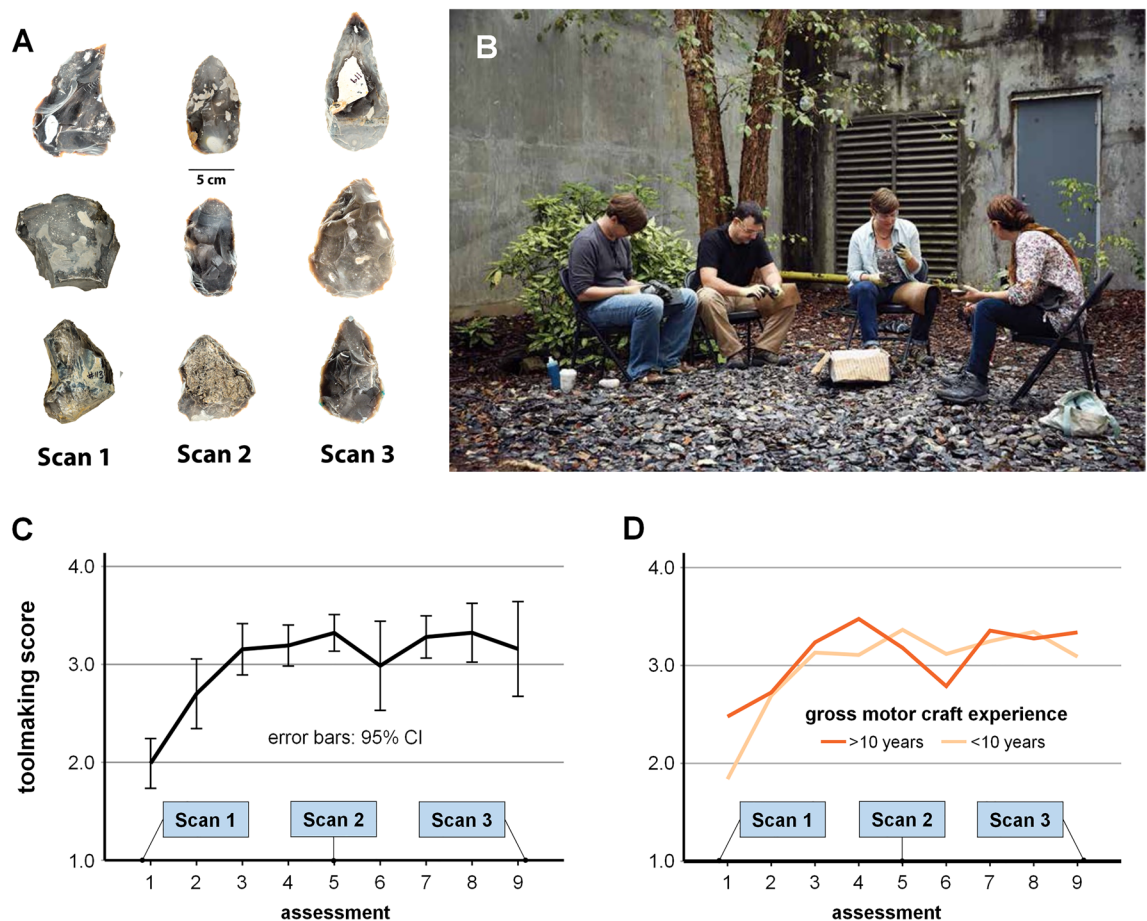 A
B
5 cm
#113
Scan 1
Scan 2
Scan 3
C
D
toolmaking score
4.0
3.0
2.0
1.0
error bars: 95% CI
Scan 1
Scan 2
Scan 3
1 2 3 4 5 6 7 8 9
assessment
4.0
3.0
2.0
1.0
gross motor craft experience
>10 years <10 years
Scan 1
Scan 2
Scan 3
1 2 3 4 5 6 7 8 9
assessment